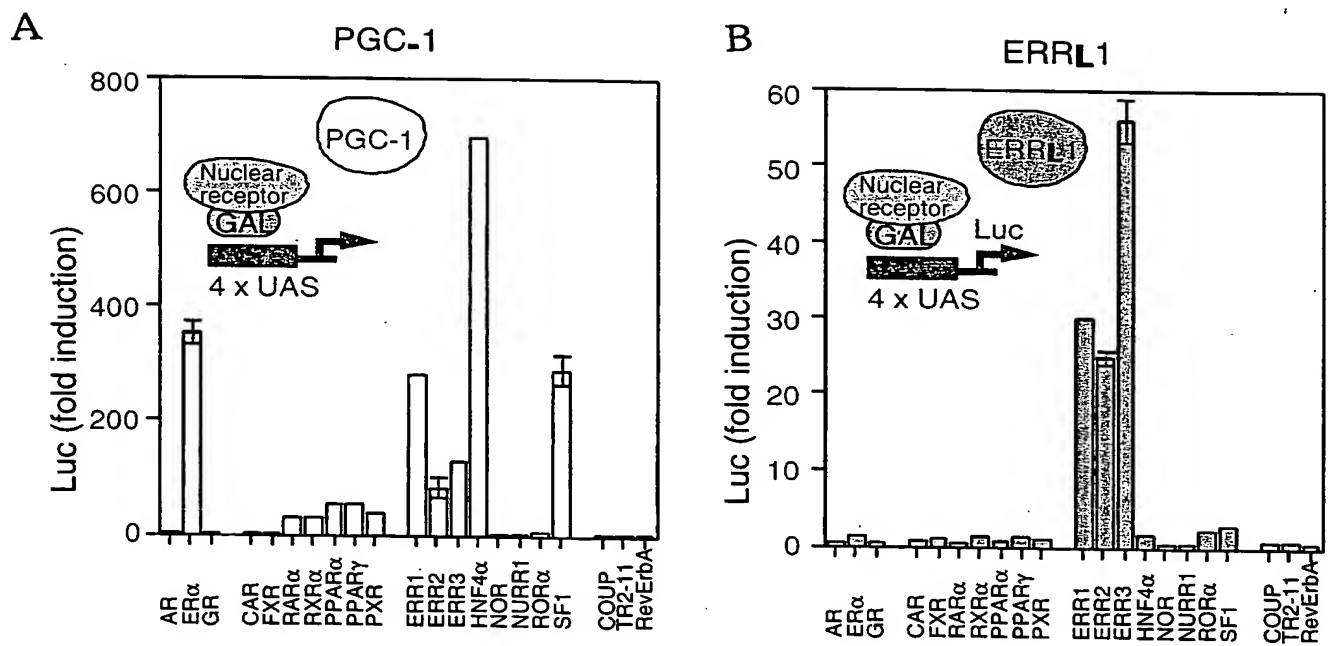 A
PGC-1
Luc (fold induction)
800
600
400
200
0
PGC-1
Nuclear
receptor
GAL
4 x UAS
AR
ERα
GR
CAR
FXR
RARα
RXRα
PPARα
PPARγ
PXR
ERR1
ERR2
ERR3
HNF4α
NOR
NURR1
RORα
SF1
COUP
TR2-11
RevErbA
B
ERRL1
Luc (fold induction)
60
50
40
30
20
10
0
ERRL1
Nuclear
receptor
GAL
Luc
4 x UAS
AR
ERα
GR
CAR
FXR
RARα
RXRα
PPARα
PPARγ
PXR
ERR1
ERR2
ERR3
HNF4α
NOR
NURR1
RORα
SF1
COUP
TR2-11
RevErbA